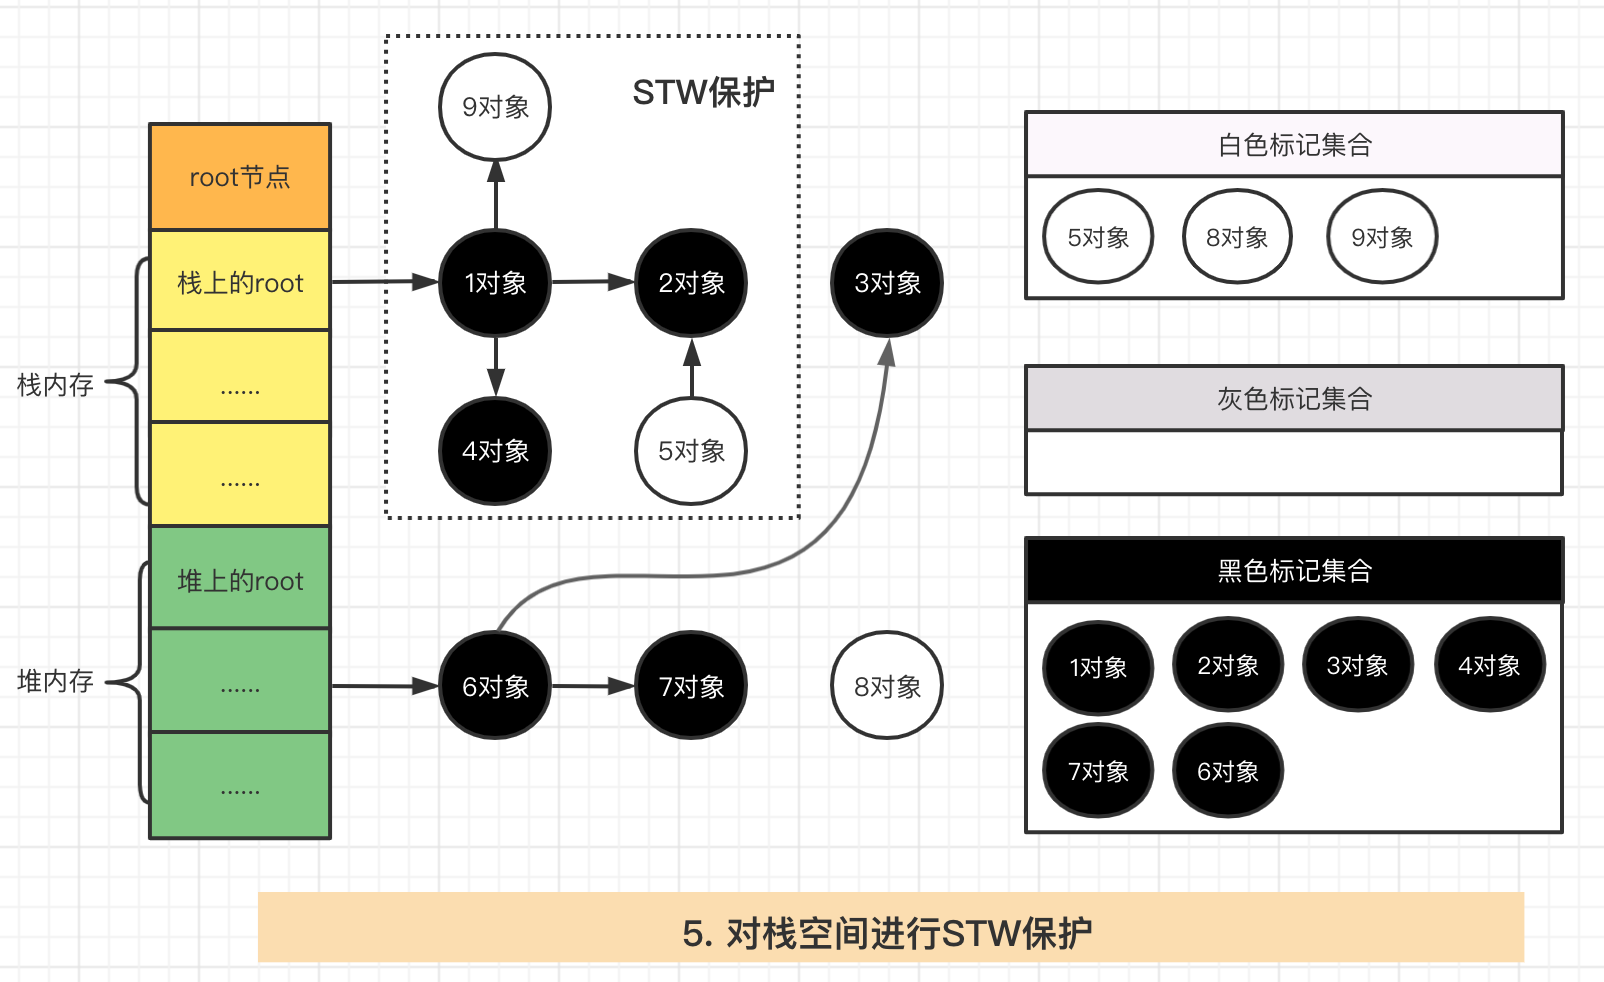 STW保护
9对象
1对象
2对象
3对象
4对象
5对象
root节点
栈上的root
......
......
堆上的root
......
......
栈内存
堆内存
6对象
7对象
8对象
白色标记集合
5对象
8对象
9对象
灰色标记集合
黑色标记集合
1对象
2对象
3对象
4对象
7对象
6对象
5. 对栈空间进行STW保护